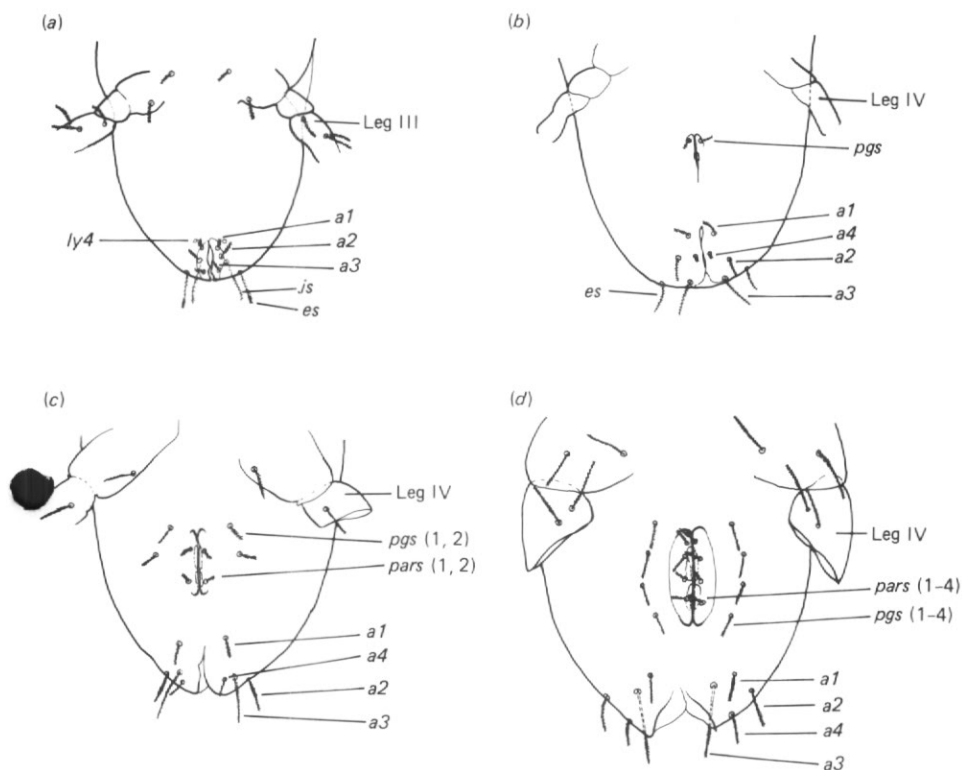 (a)
Leg III
ly4
a1
a2
a3
js
es
(b)
Leg IV
pgs
a1
a4
a2
es
a3
(c)
Leg IV
pgs (1, 2)
pars (1, 2)
a1
a4
a2
a3
(d)
Leg IV
pars (1–4)
pgs (1–4)
a1
a2
a4
a3